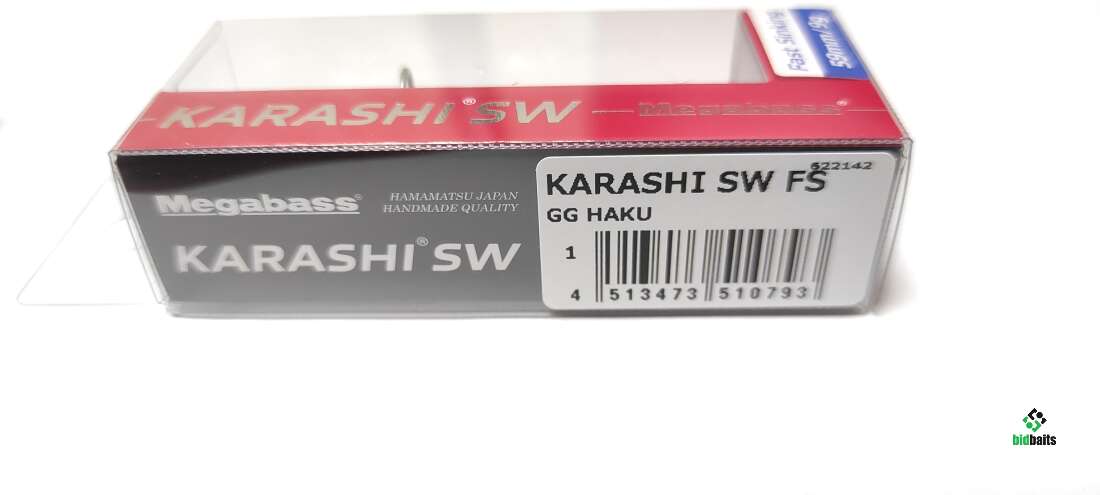 Fast Sinking
59mm/9g
KARASHI® SW
Megabass®
Megabass®
HAMAMATSU JAPAN
HANDMADE QUALITY
KARASHI® SW
522142
KARASHI SW FS
GG HAKU
1
4 513473 510793
bidbaits